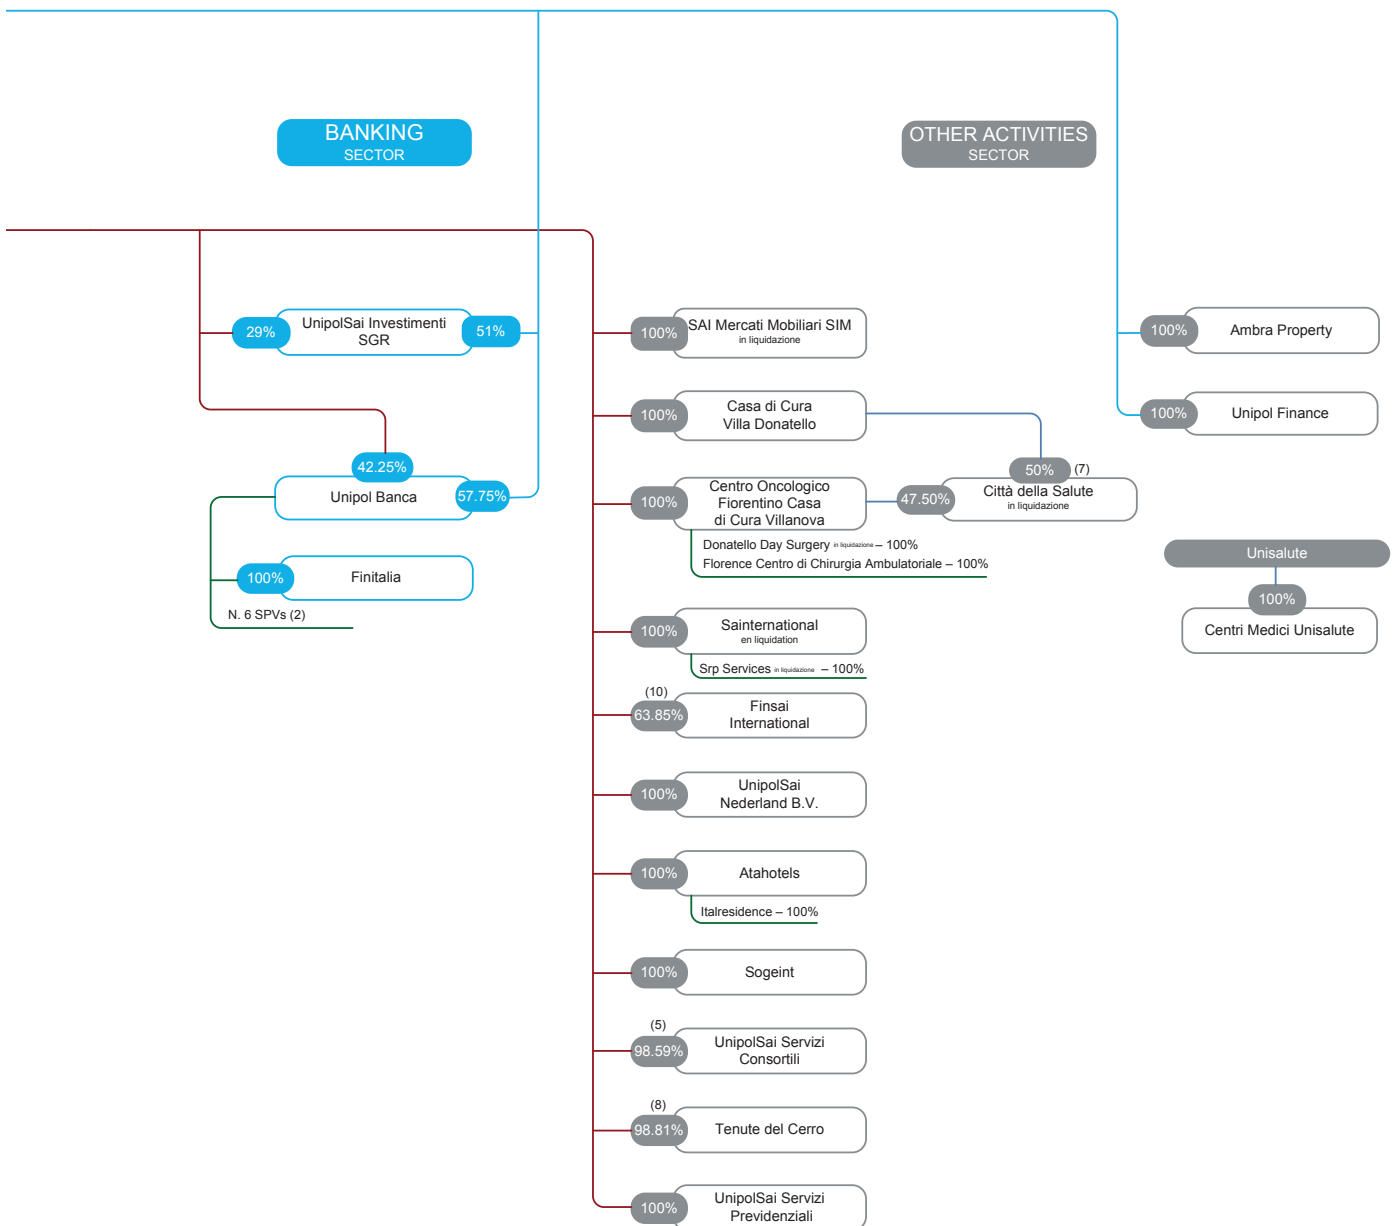 BANKING
SECTOR
OTHER ACTIVITIES
SECTOR
29%
UnipolSai Investimenti
SGR
51%
42.25%
Unipol Banca
57.75%
100%
Finitalia
N. 6 SPVs (2)
100%
SAI Mercati Mobiliari SIM
in liquidazione
100%
Casa di Cura
Villa Donatello
100%
Centro Oncologico
Fiorentino Casa
di Cura Villanova
Donatello Day Surgery in liquidazione – 100%
Florence Centro di Chirurgia Ambulatoriale – 100%
50% (7)
47.50%
Città della Salute
in liquidazione
100%
Sainternational
en liquidation
Srp Services in liquidazione – 100%
(10)
63.85%
Finsai
International
100%
UnipolSai
Nederland B.V.
100%
Atahotels
Italresidence – 100%
100%
Sogeint
(5)
98.59%
UnipolSai Servizi
Consortili
(8)
98.81%
Tenute del Cerro
100%
UnipolSai Servizi
Previdenziali
100%
Ambra Property
100%
Unipol Finance
Unisalute
100%
Centri Medici Unisalute